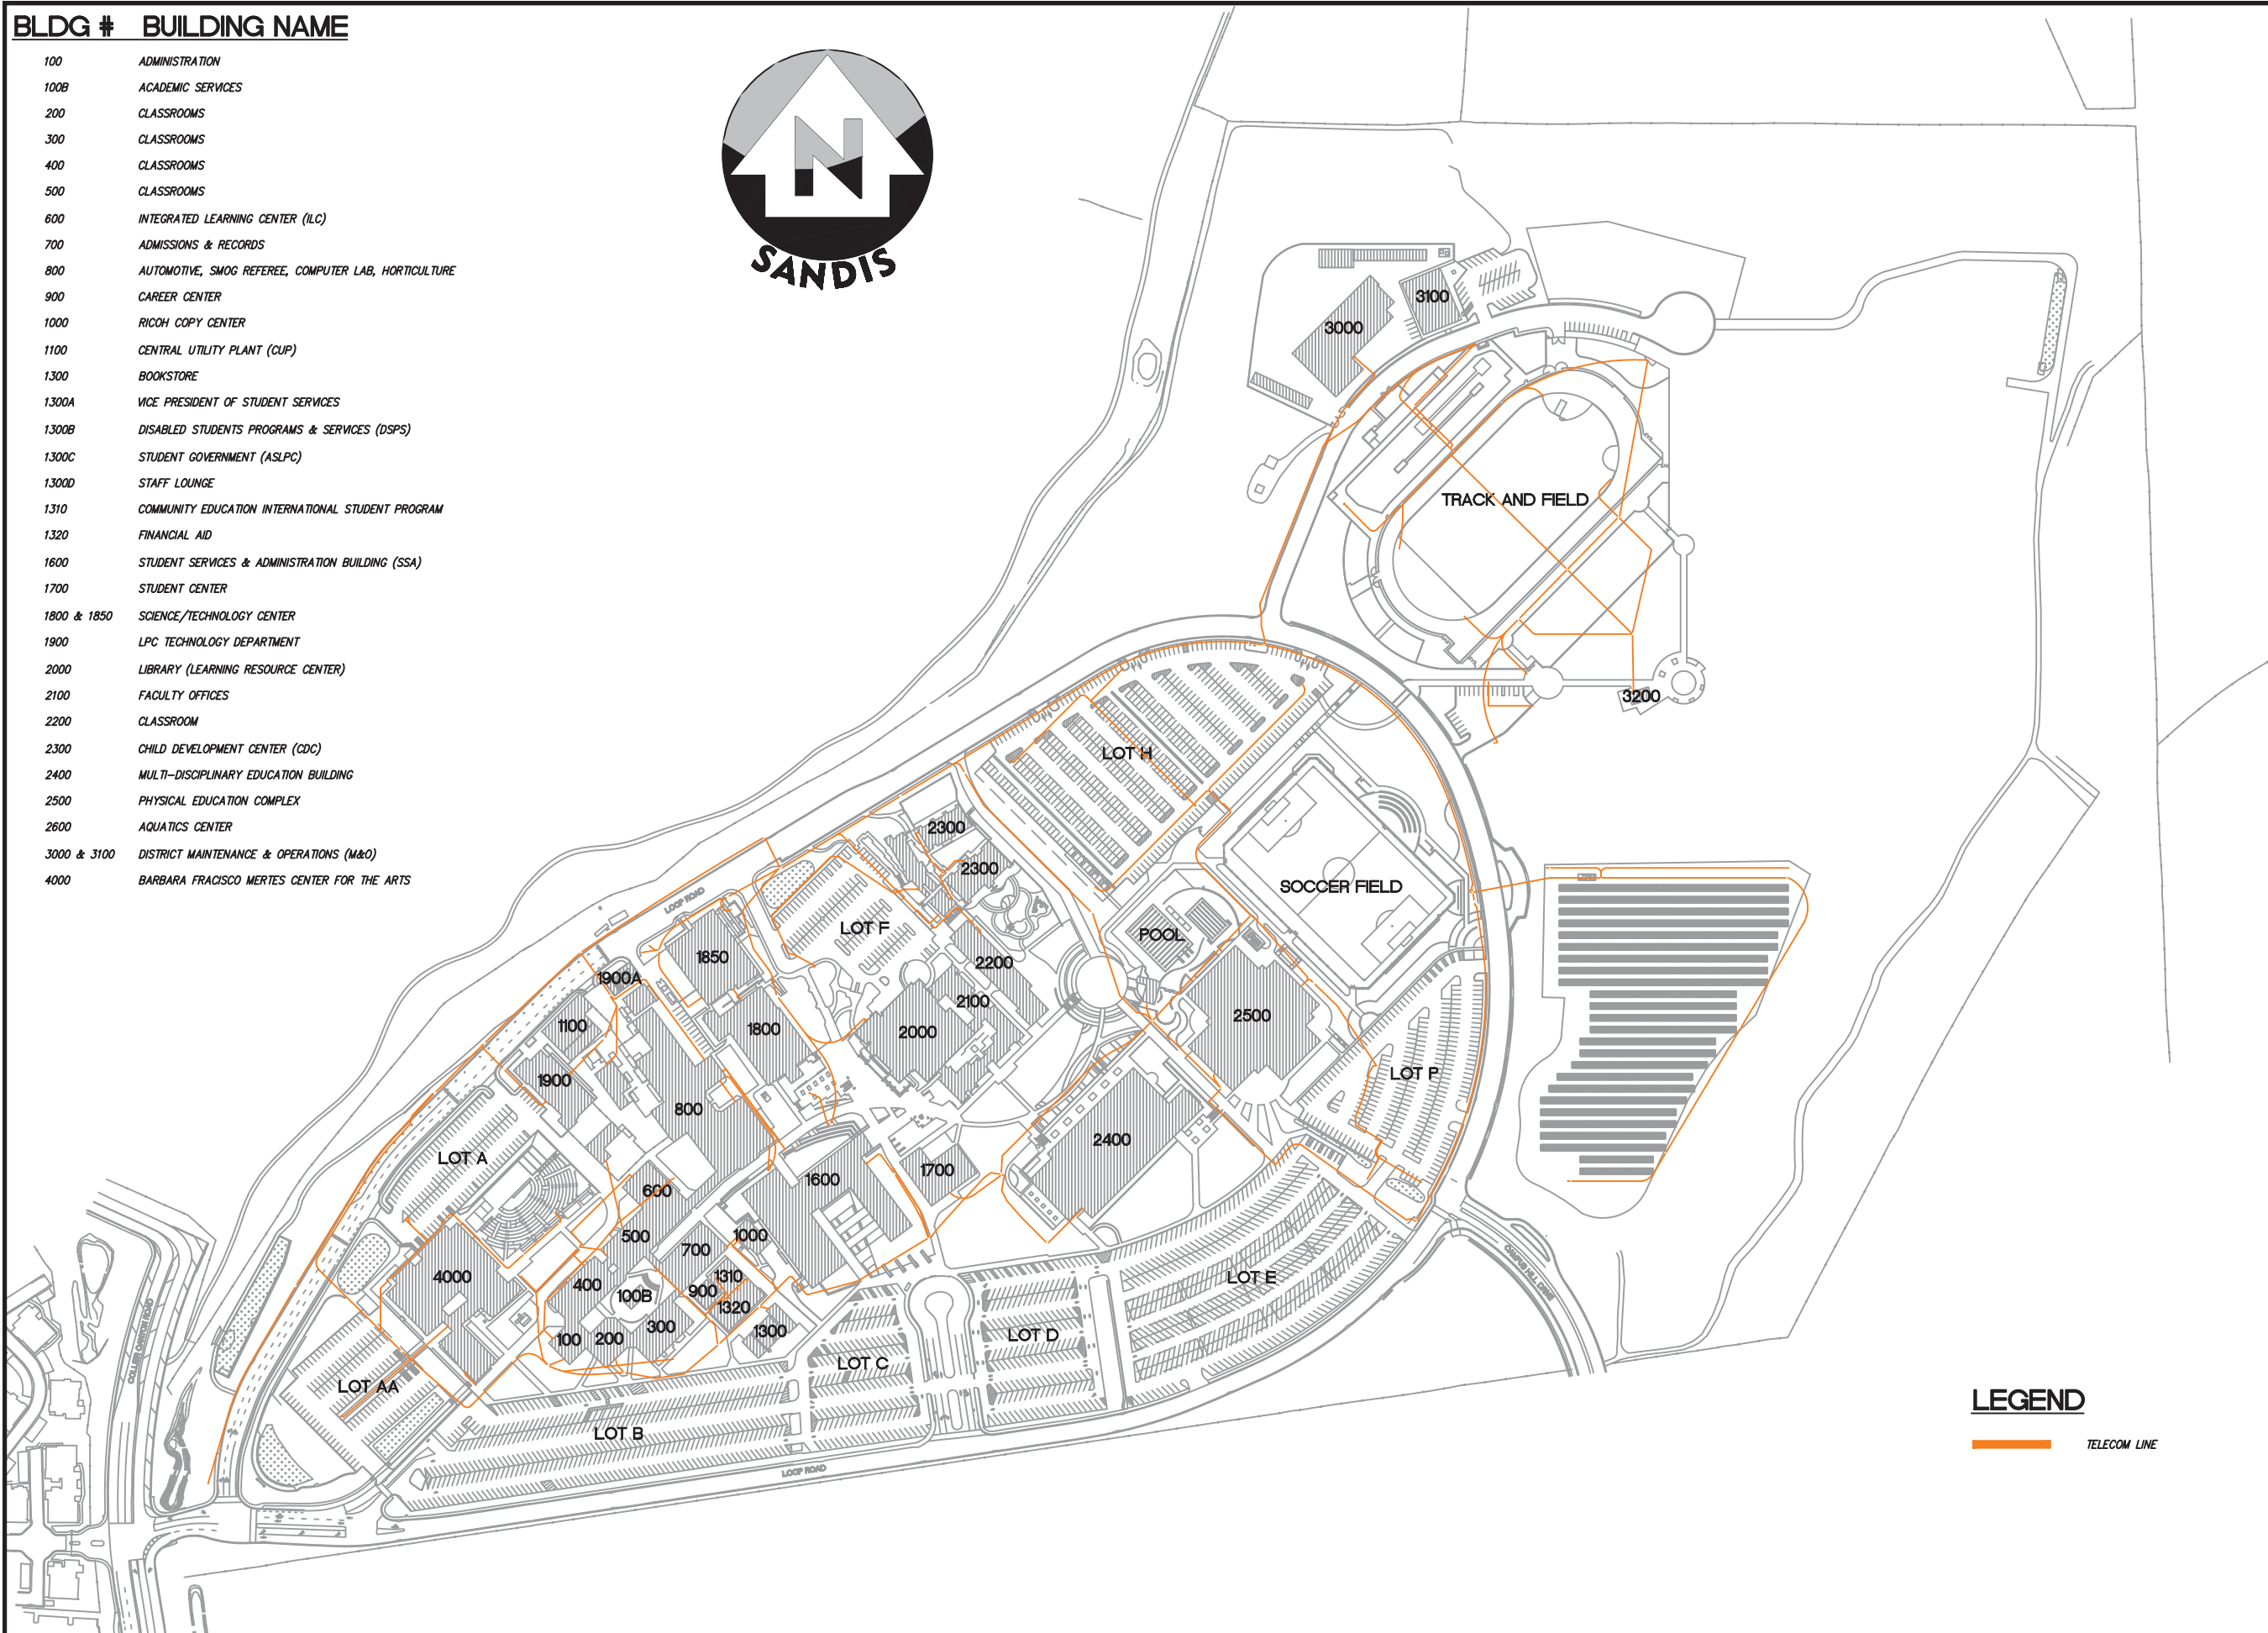 BLDG # BUILDING NAME
100 ADMINISTRATION
100B ACADEMIC SERVICES
200 CLASSROOMS
300 CLASSROOMS
400 CLASSROOMS
500 CLASSROOMS
600 INTEGRATED LEARNING CENTER (ILC)
700 ADMISSIONS & RECORDS
800 AUTOMOTIVE, SMOG REFEREE, COMPUTER LAB, HORTICULTURE
900 CAREER CENTER
1000 RICOH COPY CENTER
1100 CENTRAL UTILITY PLANT (CUP)
1300 BOOKSTORE
1300A VICE PRESIDENT OF STUDENT SERVICES
1300B DISABLED STUDENTS PROGRAMS & SERVICES (DSPS)
1300C STUDENT GOVERNMENT (ASLPC)
1300D STAFF LOUNGE
1310 COMMUNITY EDUCATION INTERNATIONAL STUDENT PROGRAM
1320 FINANCIAL AID
1600 STUDENT SERVICES & ADMINISTRATION BUILDING (SSA)
1700 STUDENT CENTER
1800 & 1850 SCIENCE/TECHNOLOGY CENTER
1900 LPC TECHNOLOGY DEPARTMENT
2000 LIBRARY (LEARNING RESOURCE CENTER)
2100 FACULTY OFFICES
2200 CLASSROOM
2300 CHILD DEVELOPMENT CENTER (CDC)
2400 MULTI-DISCIPLINARY EDUCATION BUILDING
2500 PHYSICAL EDUCATION COMPLEX
2600 AQUATICS CENTER
3000 & 3100 DISTRICT MAINTENANCE & OPERATIONS (M&O)
4000 BARBARA FRACISCO MERTES CENTER FOR THE ARTS
N
SANDIS
3100
3000
TRACK AND FIELD
3200
LOT H
2300
2300
SOCCER FIELD
LOOP ROAD
LOT F
POOL
1850
2200
1900A
2100
2500
1100
1800
2000
LOT P
1900
800
2400
LOT A
1700
1600
600
500
1000
700
4000
400
1310
LOT E
900
100B
1320
300
1300
100
200
LOT D
LOT C
LOT AA
LOT B
LOOP ROAD
COLLIER CANYON ROAD
CAMPUS HILL DRIVE
LEGEND
TELECOM LINE